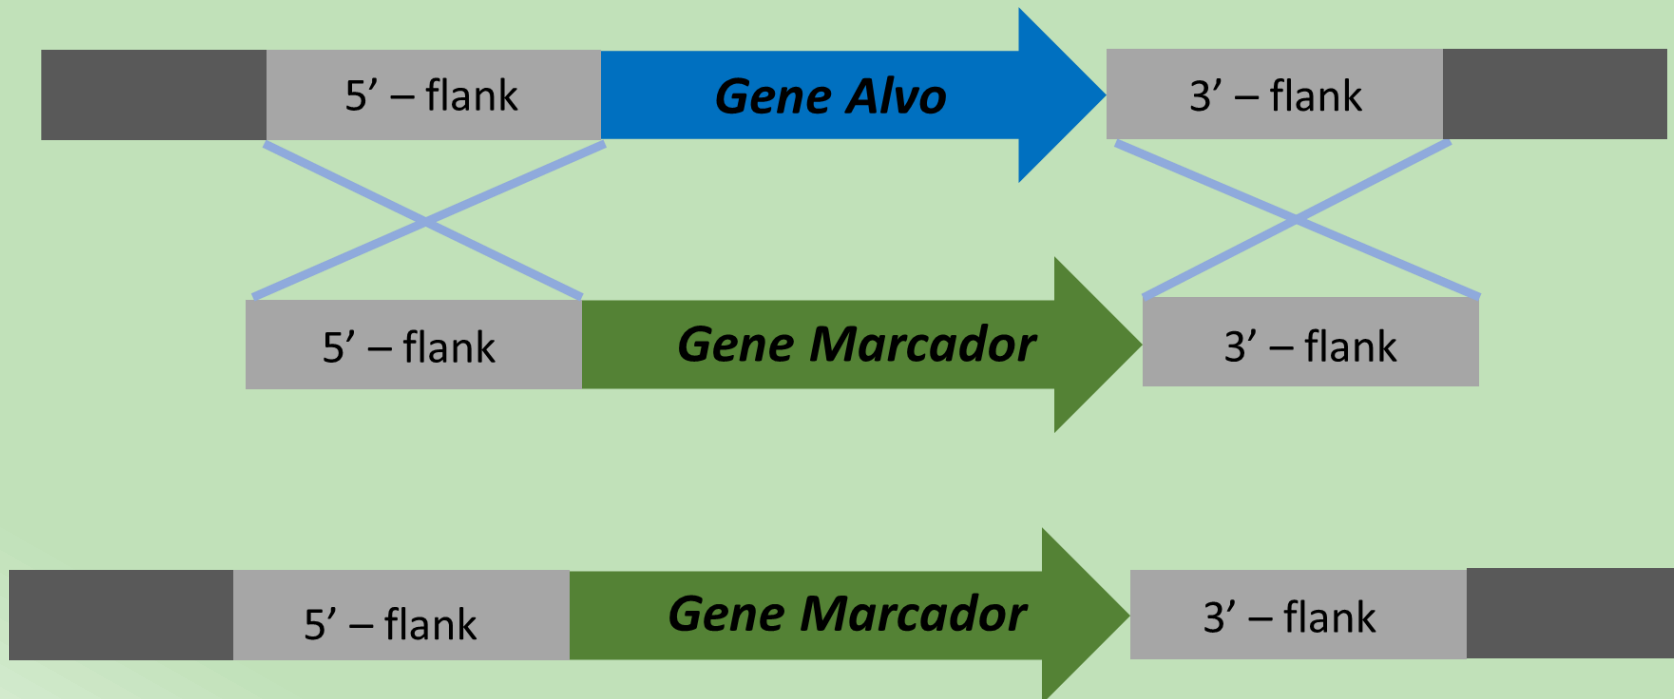 5’ – flank
Gene Alvo
3’ – flank
5’ – flank
Gene Marcador
3’ – flank
5’ – flank
Gene Marcador
3’ – flank